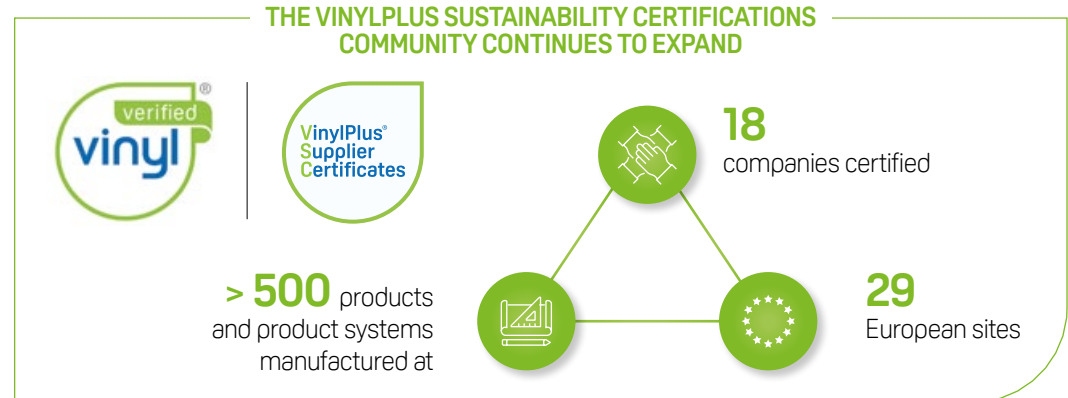 THE VINYLPLUS SUSTAINABILITY CERTIFICATIONS
COMMUNITY CONTINUES TO EXPAND
verified
®
vinyl
VinylPlus®
Supplier
Certificates
18
companies certified
> 500 products
and product systems
manufactured at
29
European sites